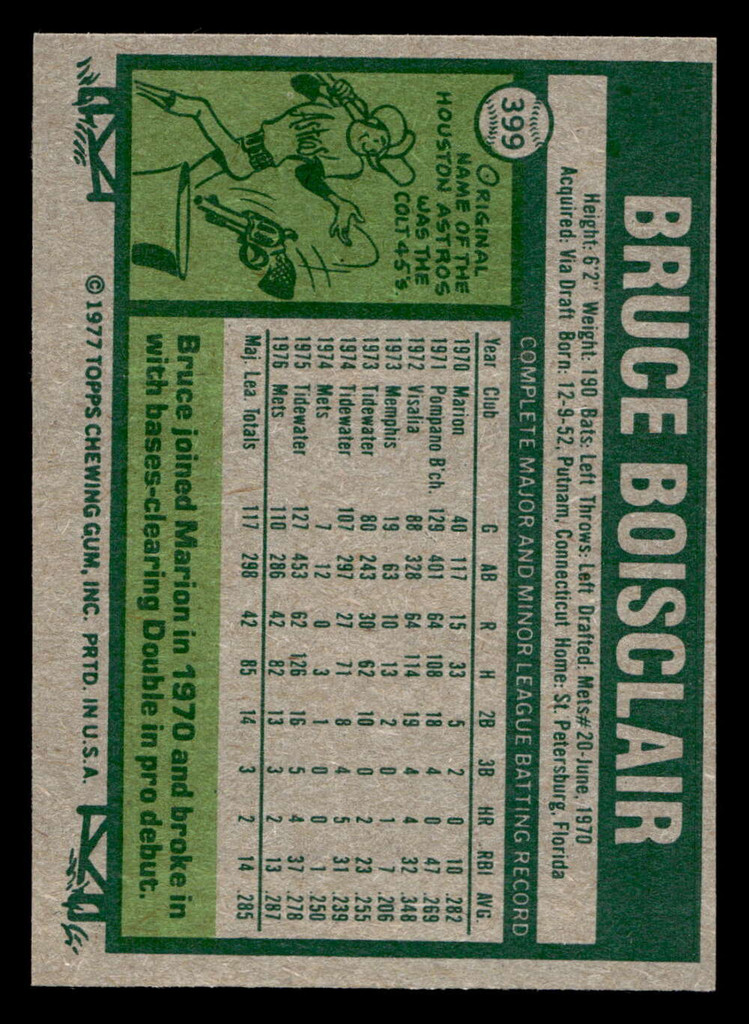 399
BRUCE BOISCLAIR
Height: 6'2" Weight: 190 Bats: Left Throws: Left Drafted: Mets# 20-June, 1970
Acquired: Via Draft Born: 12-9-52, Putnam, Connecticut Home: St. Petersburg, Florida
COMPLETE MAJOR AND MINOR LEAGUE BATTING RECORD
Year Club G AB R H 2B 3B HR RBI AVG.
1970 Marion 40 117 15 33 5 2 0 10 .282
1971 Pompano B'ch. 129 401 64 108 18 4 0 47 .269
1972 Visalia 88 328 64 114 19 4 4 32 .348
1973 Memphis 19 63 10 13 2 0 1 7 .206
1973 Tidewater 80 243 30 62 10 0 2 23 .255
1974 Tidewater 107 297 27 71 8 4 5 31 .239
1974 Mets 7 12 0 3 1 0 0 1 .250
1975 Tidewater 127 453 62 126 16 5 4 37 .278
1976 Mets 110 286 42 82 13 3 2 13 .287
Maj. Lea. Totals 117 298 42 85 14 3 2 14 .285
ORIGINAL
NAME OF THE
HOUSTON ASTROS
WAS THE
COLT 45'S.
Astros
Bruce joined Marion in 1970 and broke in
with bases-clearing Double in pro debut.
©1977 TOPPS CHEWING GUM, INC. PRTD. IN U.S.A.